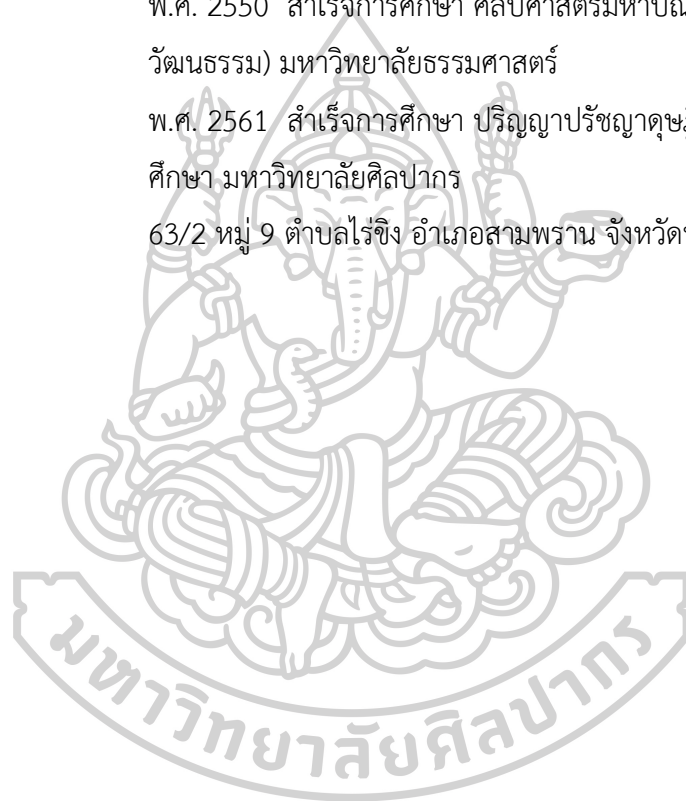 พ.ศ. 2550 สำเร็จการศึกษา
วัฒนธรรม) มหาวิทยาลัยธรรมศาสตร์
พ.ศ. 2561 สำเร็จการศึกษา
ศึกษา มหาวิทยาลัยศิลปากร
63/2 หมู่ 9 ตำบลไร่ขิง อำเภอสามพราน
มหาวิทยาลัยศิลปากร